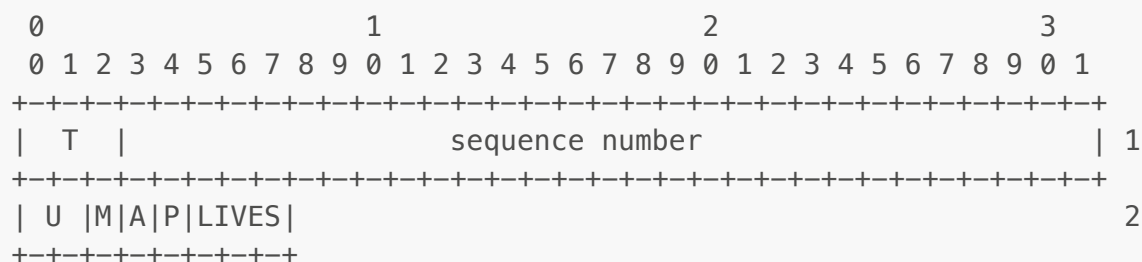 0                   1                   2                   3
 0 1 2 3 4 5 6 7 8 9 0 1 2 3 4 5 6 7 8 9 0 1 2 3 4 5 6 7 8 9 0 1
+-+-+-+-+-+-+-+-+-+-+-+-+-+-+-+-+-+-+-+-+-+-+-+-+-+-+-+-+-+-+-+-+
|  T  |                   sequence number                       | 1
+-+-+-+-+-+-+-+-+-+-+-+-+-+-+-+-+-+-+-+-+-+-+-+-+-+-+-+-+-+-+-+-+
| U |M|A|P|LIVES|                                                 2
+-+-+-+-+-+-+-+-+